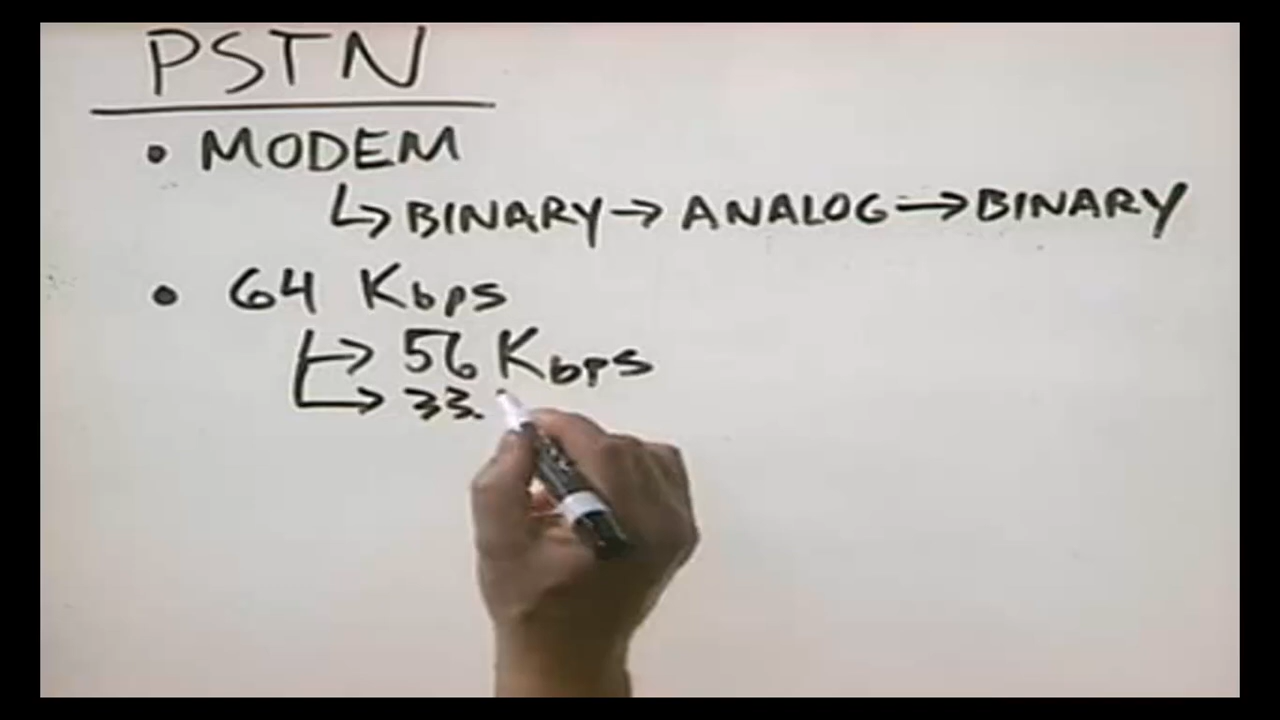 PSTN
• MODEM
↳ BINARY → ANALOG → BINARY
• 64 Kbps
→ 56 Kbps
→ 33.